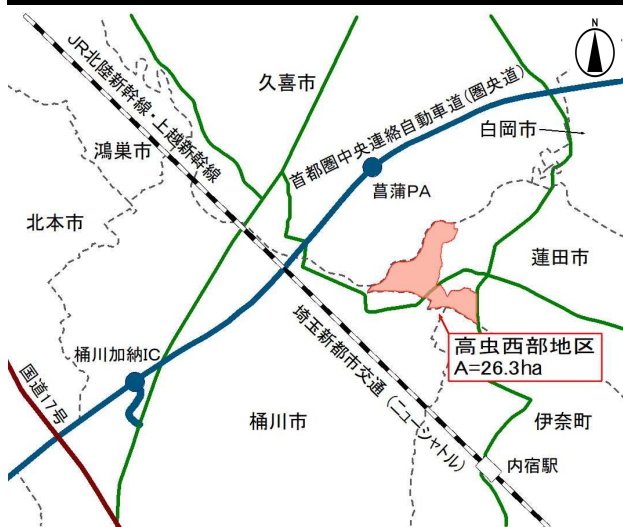 N
久喜市
JR北陸新幹線・上越新幹線
首都圏中央連絡自動車道(圏央道)
白岡市
鴻巣市
菖蒲PA
北本市
蓮田市
高虫西部地区
A=26.3ha
埼玉新都市交通(ニューシャトル)
桶川加納IC
国道17号
桶川市
伊奈町
内宿駅